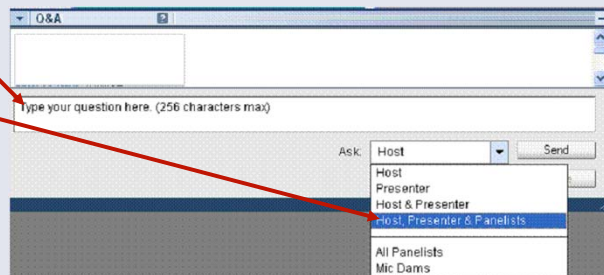 Q&A
Type your question here. (256 characters max)
Ask: Host Send
Host
Presenter
Host & Presenter
Host, Presenter & Panelists
All Panelists
Mic Dams